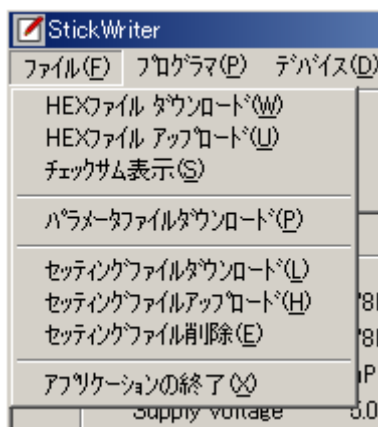 StickWriter
ﾌｧｲﾙ(F) ﾌﾟﾛｸﾞﾗﾏ(P) ﾃﾞﾊﾞｲｽ(D)
HEXﾌｧｲﾙ ﾀﾞｳﾝﾛｰﾄﾞ(W)
HEXﾌｧｲﾙ ｱｯﾌﾟﾛｰﾄﾞ(U)
ﾁｪｯｸｻﾑ表示(S)
ﾊﾟﾗﾒｰﾀﾌｧｲﾙﾀﾞｳﾝﾛｰﾄﾞ(P)
ｾｯﾃｨﾝｸﾞﾌｧｲﾙﾀﾞｳﾝﾛｰﾄﾞ(L)
ｾｯﾃｨﾝｸﾞﾌｧｲﾙｱｯﾌﾟﾛｰﾄﾞ(H)
ｾｯﾃｨﾝｸﾞﾌｧｲﾙ削除(E)
ｱﾌﾟﾘｹｰｼｮﾝの終了(X)
Supply voltage 5.0